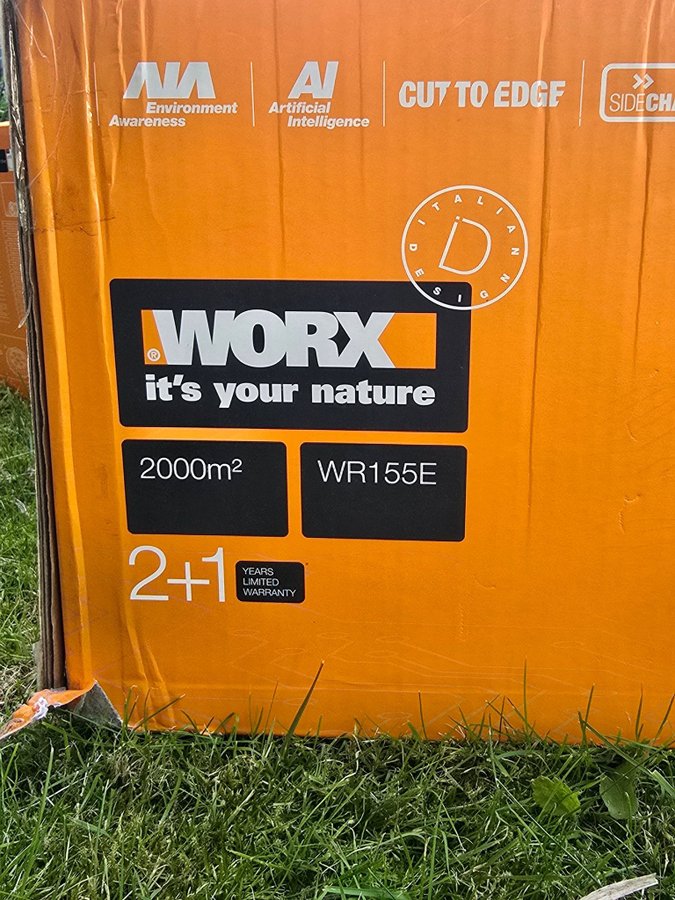 AIA
Environment
Awareness
AI
Artificial
Intelligence
CUT TO EDGE
ITALIAN
DESIGN
D
WORX®
it's your nature
2000m²
WR155E
2+1
YEARS
LIMITED
WARRANTY